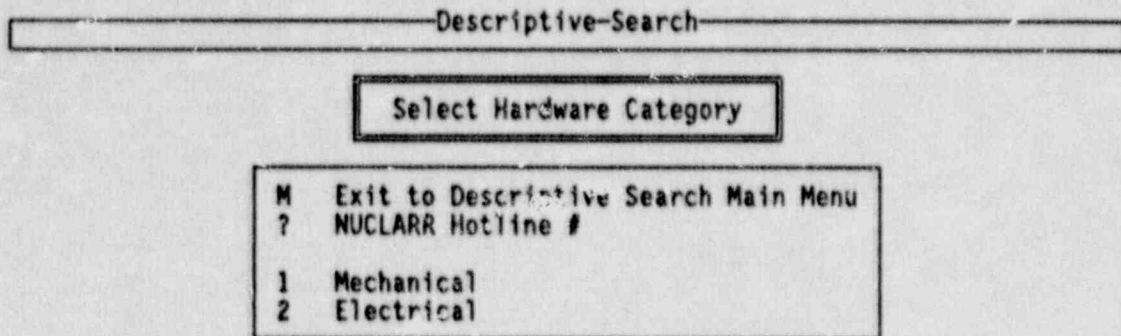 Descriptive-Search
Select Hardware Category
M Exit to Descriptive Search Main Menu
? NUCLARR Hotline #
1 Mechanical
2 Electrical